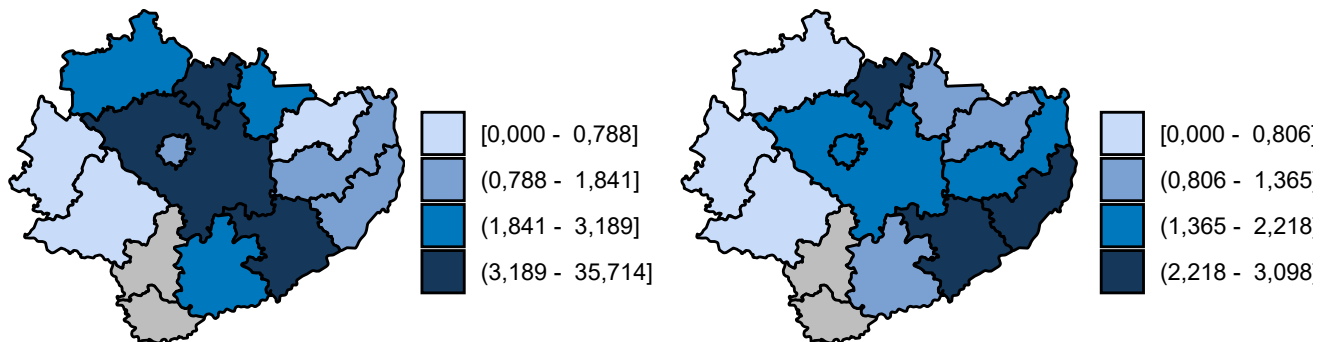 [0,000 - 0,788]
(0,788 - 1,841]
(1,841 - 3,189]
(3,189 - 35,714]
[0,000 - 0,806]
(0,806 - 1,365]
(1,365 - 2,218]
(2,218 - 3,098]